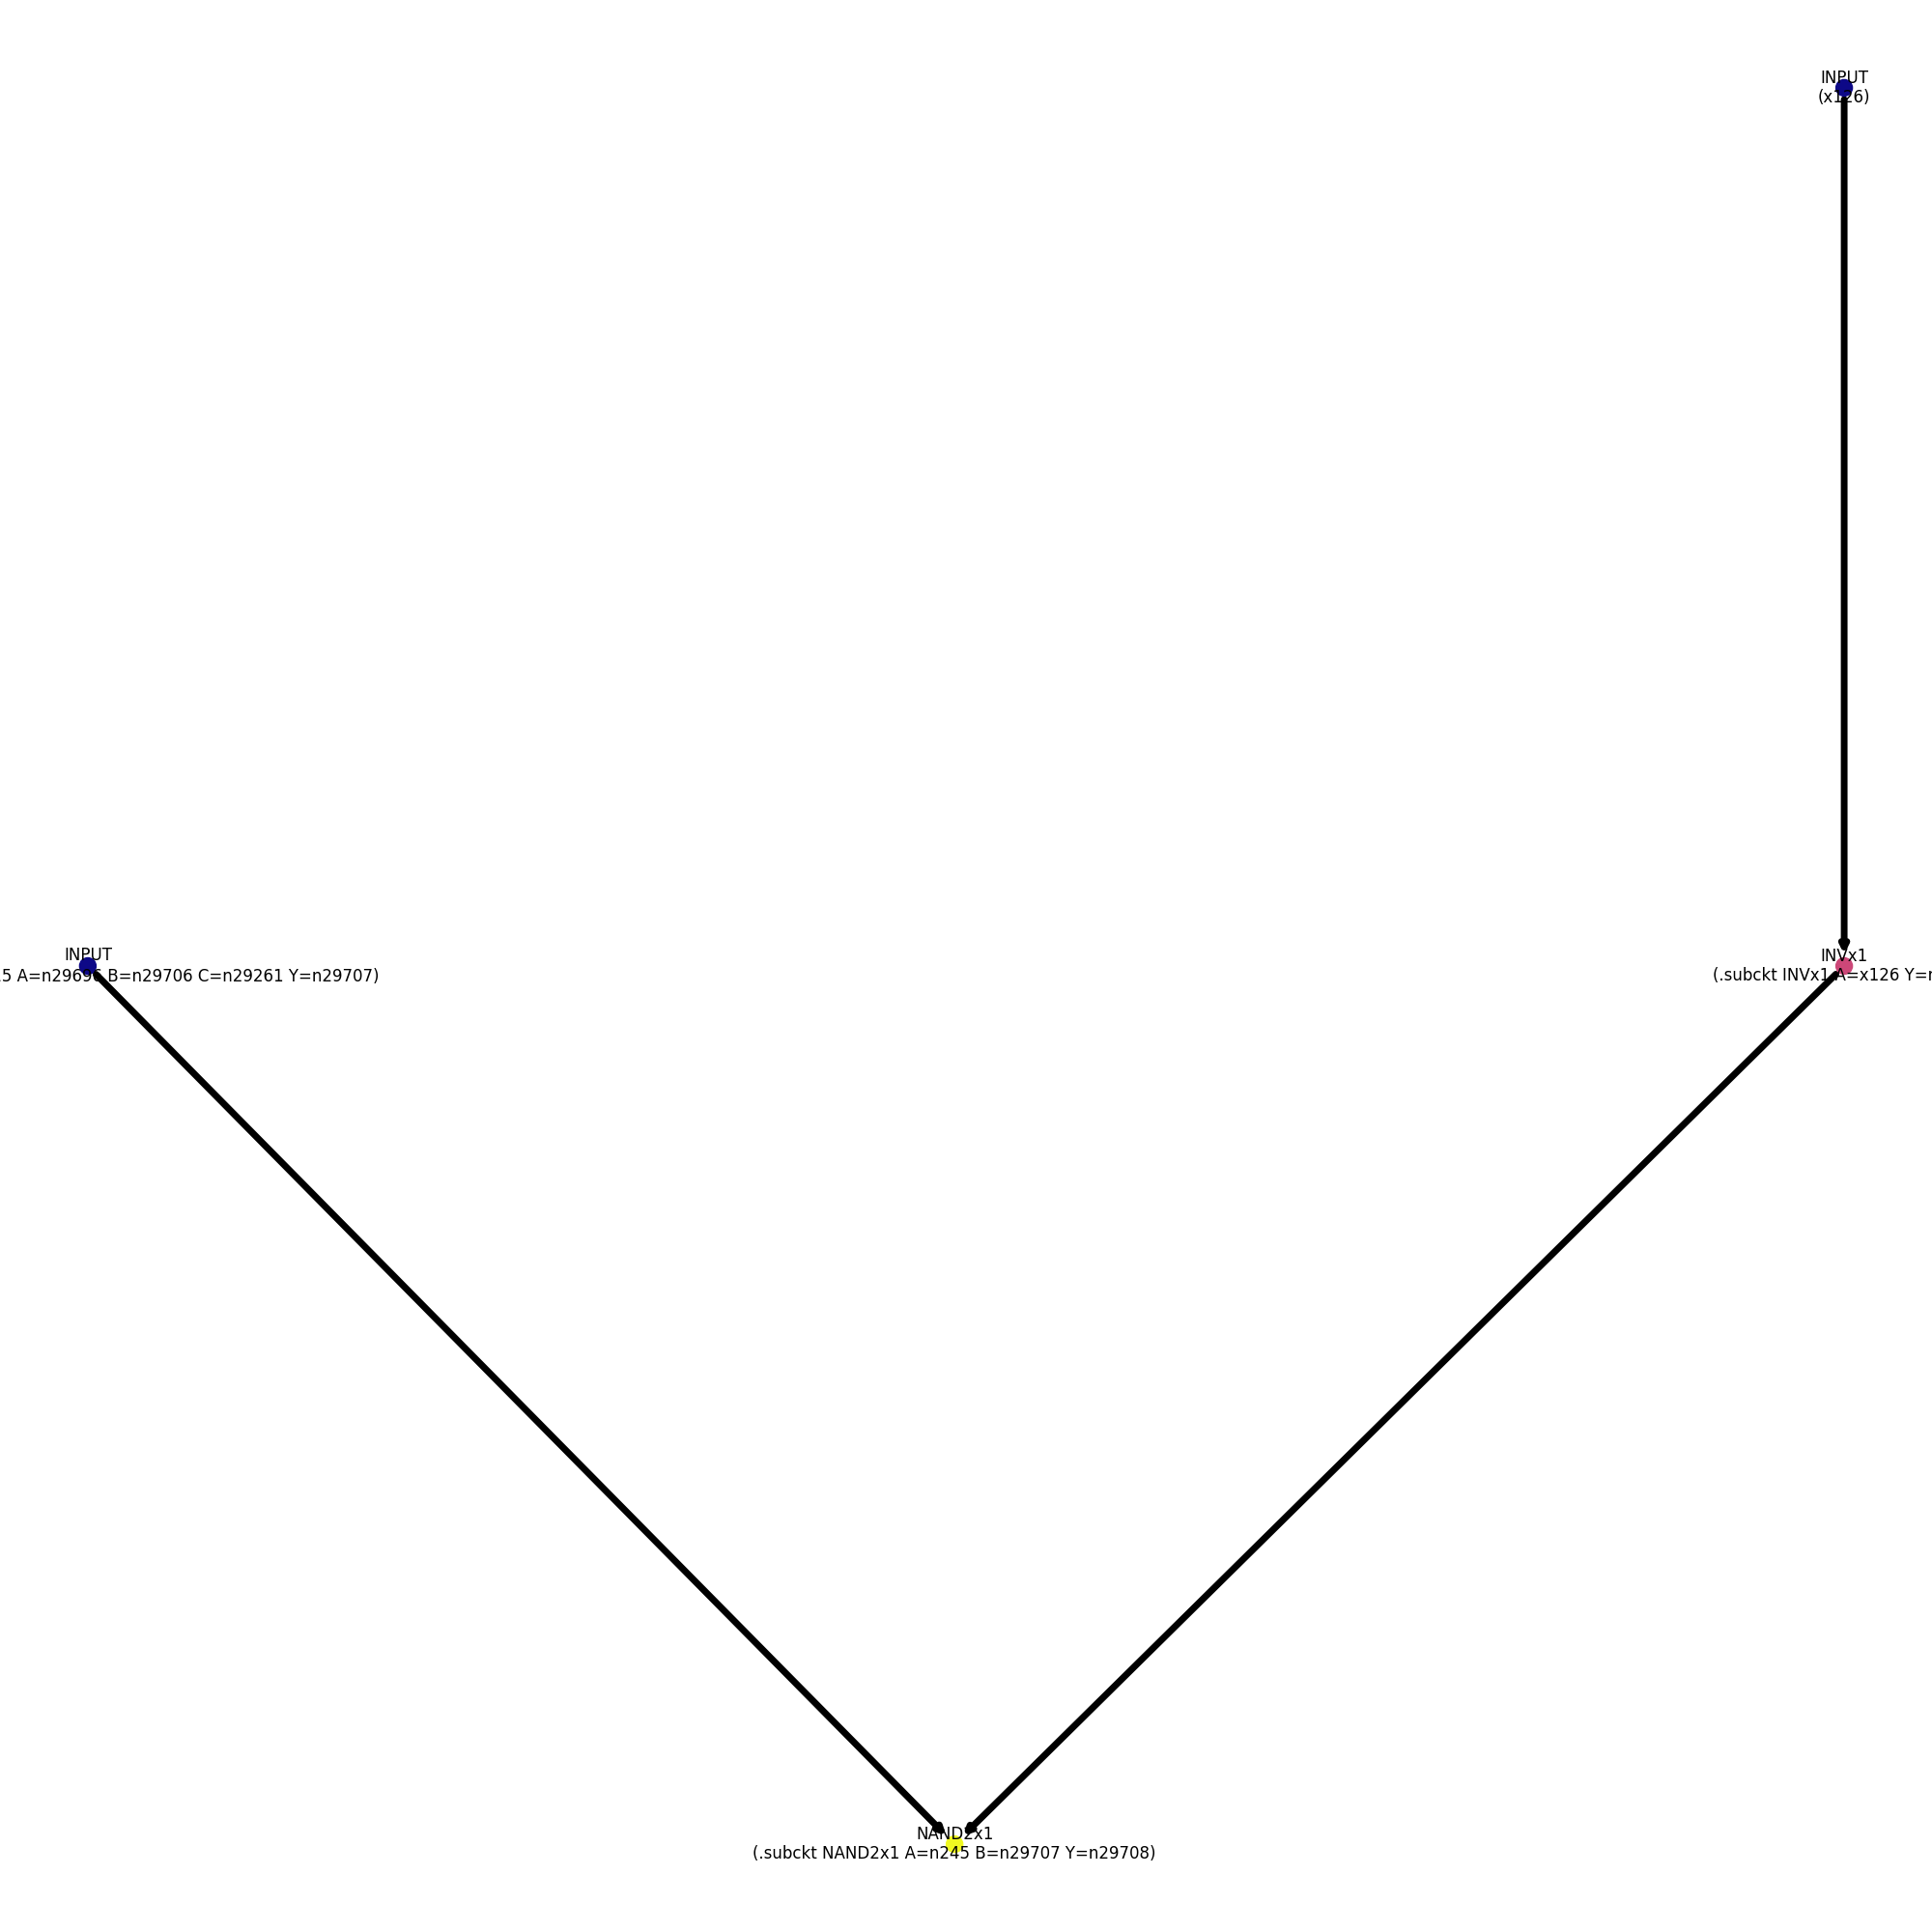 INPUT
(x126)
INPUT
5 A=n29696 B=n29706 C=n29261 Y=n29707)
INVx1
(.subckt INVx1 A=x126 Y=
NAND2x1
(.subckt NAND2x1 A=n245 B=n29707 Y=n29708)